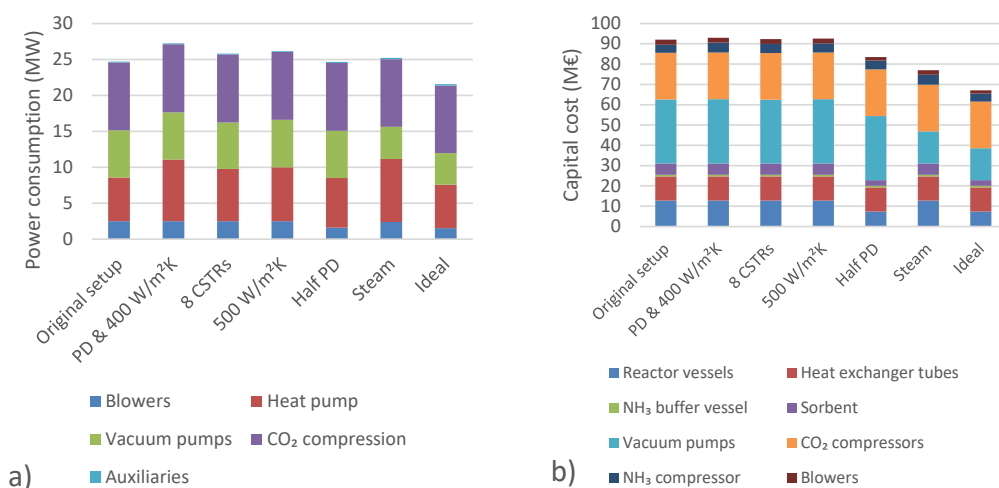 Power consumption (MW)
30
25
20
15
10
5
0
Original setup
PD & 400 W/m²K
8 CSTRs
500 W/m²K
Half PD
Steam
Ideal
Blowers
Heat pump
Vacuum pumps
CO₂ compression
Auxiliaries
a)
Capital cost (M€)
100
90
80
70
60
50
40
30
20
10
0
Original setup
PD & 400 W/m²K
8 CSTRs
500 W/m²K
Half PD
Steam
Ideal
Reactor vessels
Heat exchanger tubes
NH₃ buffer vessel
Sorbent
Vacuum pumps
CO₂ compressors
NH₃ compressor
Blowers
b)